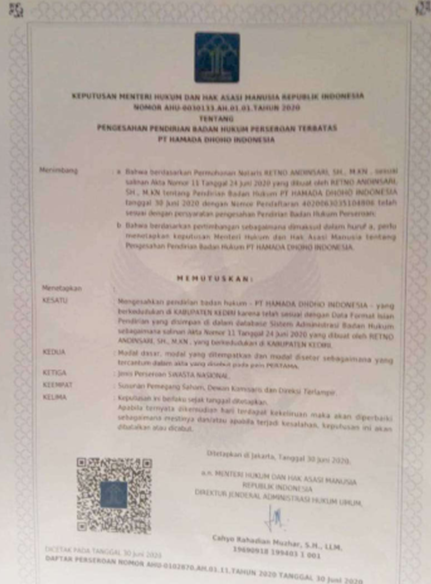 KEPUTUSAN MENTERI HUKUM DAN HAK ASASI MANUSIA REPUBLIK INDONESIA
NOMOR AHU-0030133.AH.01.01.TAHUN 2020
TENTANG
PENGESAHAN PENDIRIAN BADAN HUKUM PERSEROAN TERBATAS
PT HAMADA DHOHO INDONESIA
Menimbang : a Bahwa berdasarkan Permohonan Notaris RETNO ANDINSARI, SH., M.KN., sesuai
salinan Akta Nomor 11 Tanggal 24 Juni 2020 yang dibuat oleh RETNO ANDINSARI,
SH., M.KN tentang Pendirian Badan Hukum PT HAMADA DHOHO INDONESIA
tanggal 30 Juni 2020 dengan Nomor Pendaftaran 4020063035104806 telah
sesuai dengan persyaratan pengesahan Pendirian Badan Hukum Perseroan;
b Bahwa berdasarkan pertimbangan sebagaimana dimaksud dalam huruf a, perlu
menetapkan keputusan Menteri Hukum dan Hak Asasi Manusia tentang
Pengesahan Pendirian Badan Hukum PT HAMADA DHOHO INDONESIA.
MEMUTUSKAN:
Menetapkan :
KESATU : Mengesahkan pendirian badan hukum - PT HAMADA DHOHO INDONESIA - yang
berkedudukan di KABUPATEN KEDIRI karena telah sesuai dengan Data Format Isian
Pendirian yang disimpan di dalam database Sistem Administrasi Badan Hukum
sebagaimana salinan Akta Nomor 11 Tanggal 24 Juni 2020 yang dibuat oleh RETNO
ANDINSARI, SH., M.KN., yang berkedudukan di KABUPATEN KEDIRI.
KEDUA : Modal dasar, modal yang ditempatkan dan modal disetor sebagaimana yang
tercantum dalam akta yang disebut pada poin PERTAMA.
KETIGA : Jenis Perseroan SWASTA NASIONAL.
KEEMPAT : Susunan Pemegang Saham, Dewan Komisaris dan Direksi Terlampir.
KELIMA : Keputusan ini berlaku sejak tanggal ditetapkan.
Apabila ternyata dikemudian hari terdapat kekeliruan maka akan diperbaiki
sebagaimana mestinya dan/atau apabila terjadi kesalahan, keputusan ini akan
dibatalkan atau dicabut.
Ditetapkan di Jakarta, Tanggal 30 Juni 2020.
a.n. MENTERI HUKUM DAN HAK ASASI MANUSIA
REPUBLIK INDONESIA
DIREKTUR JENDERAL ADMINISTRASI HUKUM UMUM,
Cahyo Rahadian Muzhar, S.H., LLM.
19690918 199403 1 001
DICETAK PADA TANGGAL 30 Juni 2020
DAFTAR PERSEROAN NOMOR AHU-0102870.AH.01.11.TAHUN 2020 TANGGAL 30 Juni 2020